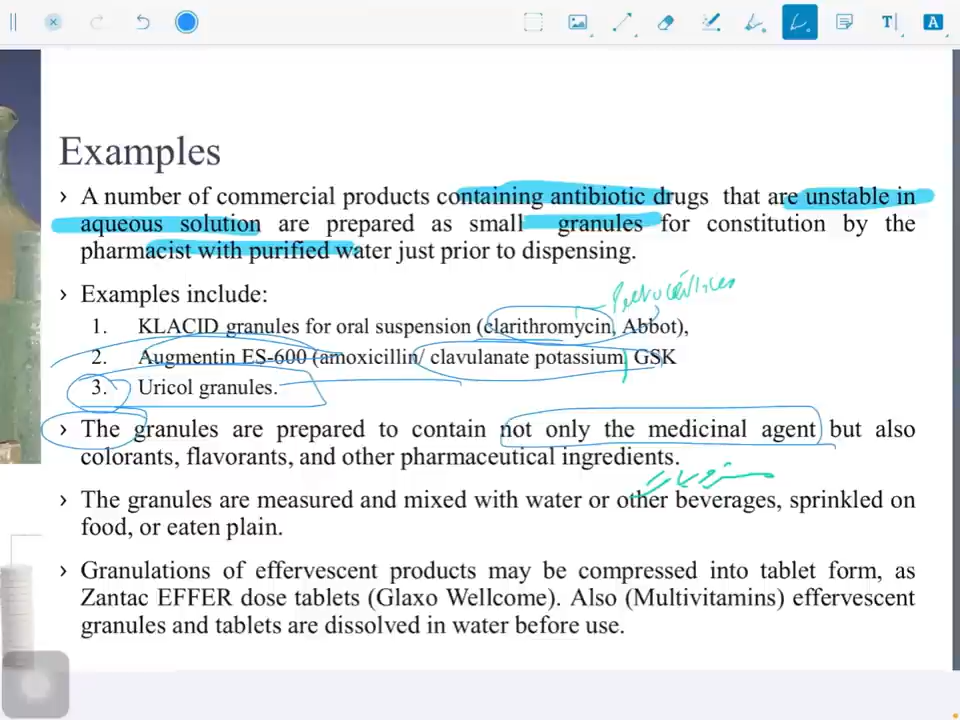 Examples
› A number of commercial products containing antibiotic drugs that are unstable in
aqueous solution are prepared as small granules for constitution by the
pharmacist with purified water just prior to dispensing.
› Examples include:
1. KLACID granules for oral suspension (clarithromycin, Abbot),
2. Augmentin ES-600 (amoxicillin/ clavulanate potassium) GSK
3. Uricol granules.
› The granules are prepared to contain not only the medicinal agent but also
colorants, flavorants, and other pharmaceutical ingredients.
› The granules are measured and mixed with water or other beverages, sprinkled on
food, or eaten plain.
› Granulations of effervescent products may be compressed into tablet form, as
Zantac EFFER dose tablets (Glaxo Wellcome). Also (Multivitamins) effervescent
granules and tablets are dissolved in water before use.